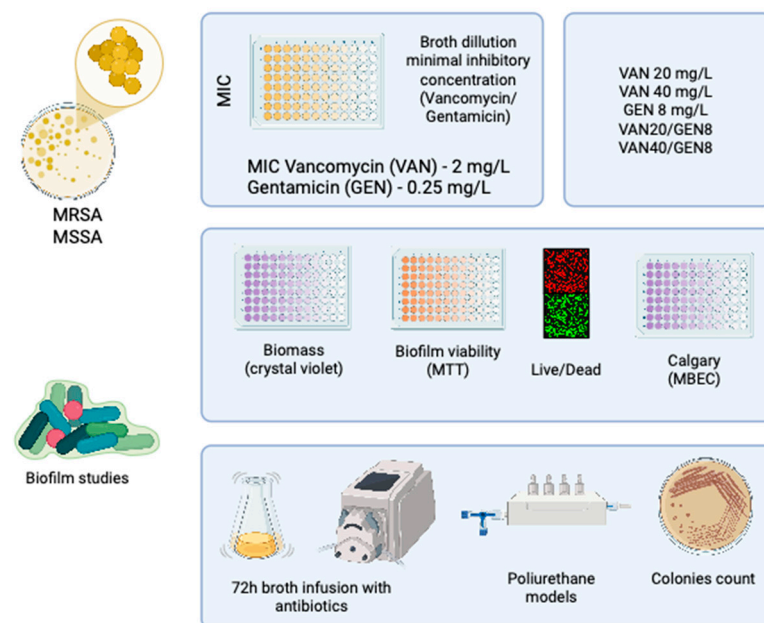 MRSA
MSSA
MIC
Broth dilution
minimal inhibitory
concentration
(Vancomycin/
Gentamicin)
MIC Vancomycin (VAN) - 2 mg/L
Gentamicin (GEN) - 0.25 mg/L
VAN 20 mg/L
VAN 40 mg/L
GEN 8 mg/L
VAN20/GEN8
VAN40/GEN8
Biomass
(crystal violet)
Biofilm viability
(MTT)
Live/Dead
Calgary
(MBEC)
Biofilm studies
72h broth infusion with
antibiotics
Poliurethane
models
Colonies count